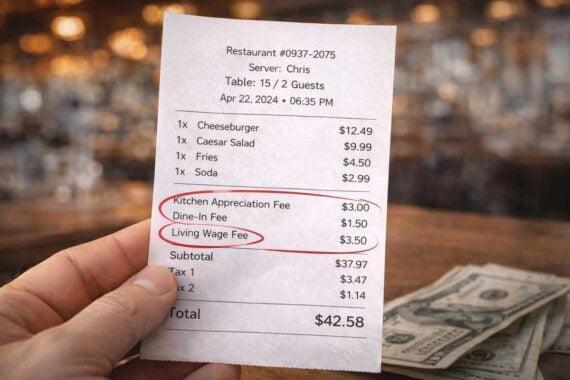 Restaurant #0937-2075
Server: Chris
Table: 15 / 2 Guests
Apr 22, 2024 • 06:35 PM
1x Cheeseburger $12.49
1x Caesar Salad $9.99
1x Fries $4.50
1x Soda $2.99
Kitchen Appreciation Fee $3.00
Dine-In Fee $1.50
Living Wage Fee $3.50
Subtotal $37.97
Tax 1 $3.47
Tax 2 $1.14
Total $42.58